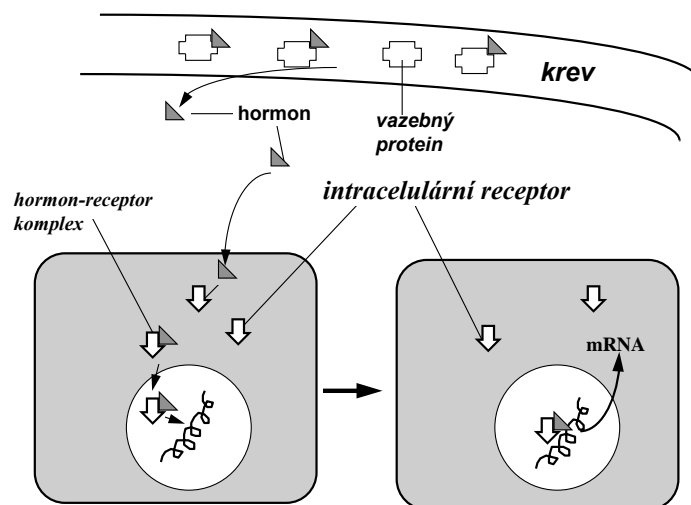 krev
hormon
vazebný
protein
intracelulární receptor
hormon-receptor
komplex
mRNA